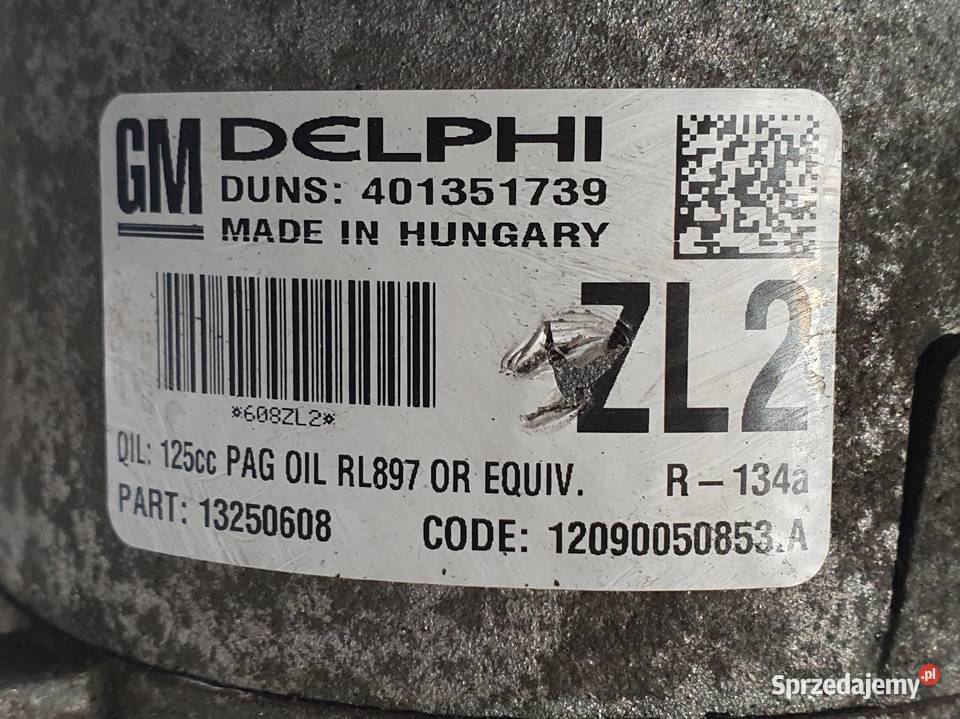 GM DELPHI
DUNS: 401351739
MADE IN HUNGARY
ZL2
*608ZL2*
OIL: 125cc PAG OIL RL897 OR EQUIV. R-134a
PART: 13250608 CODE: 12090050853.A
Sprzedajemy.pl